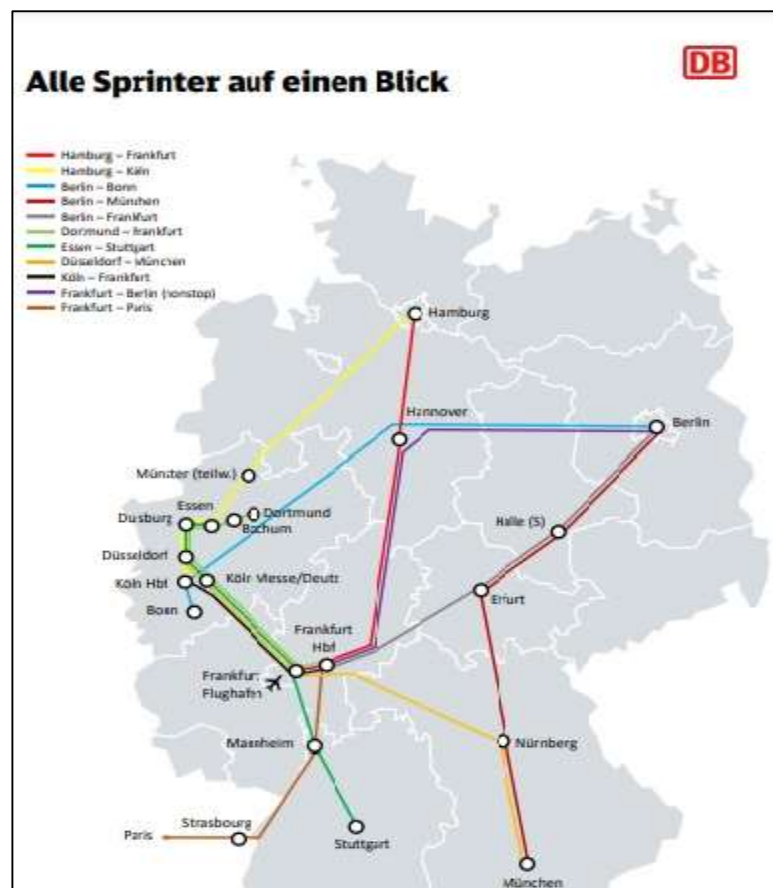 DB
Alle Sprinter auf einen Blick
Hamburg – Frankfurt
Hamburg – Köln
Berlin – Bonn
Berlin – München
Berlin – Frankfurt
Dortmund – Frankfurt
Essen – Stuttgart
Düsseldorf – München
Köln – Frankfurt
Frankfurt – Berlin (nonstop)
Frankfurt – Paris
Hamburg
Hannover
Berlin
Münster (teilw.)
Essen
Dortmund
Duisburg
Bochum
Halle (S)
Düsseldorf
Köln Hbf
Köln Messe/Deutz
Bonn
Erfurt
Frankfurt
Hbf
Frankfurt
Flughafen
Mannheim
Nürnberg
Strasbourg
Paris
Stuttgart
München